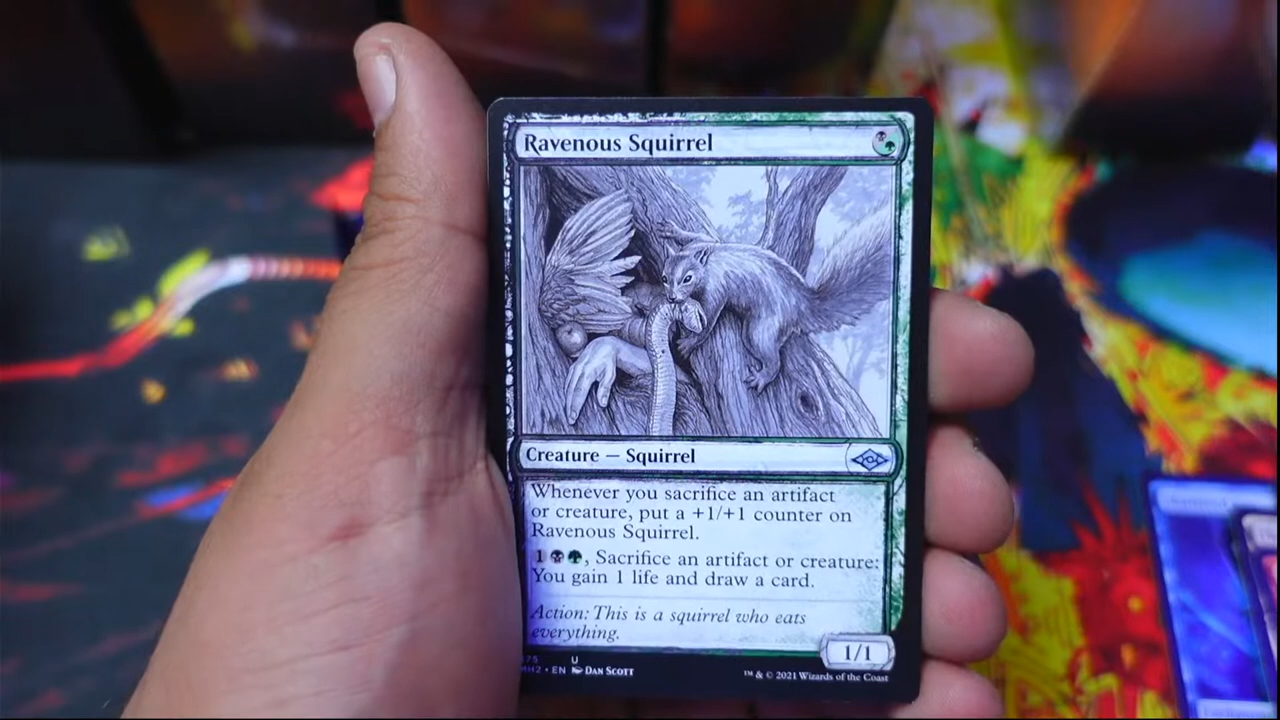 Ravenous Squirrel
Creature — Squirrel
Whenever you sacrifice an artifact
or creature, put a +1/+1 counter on
Ravenous Squirrel.
1, Sacrifice an artifact or creature:
You gain 1 life and draw a card.
Action: This is a squirrel who eats
everything.
1/1
U
• EN DAN SCOTT
™ & © 2021 Wizards of the Coast